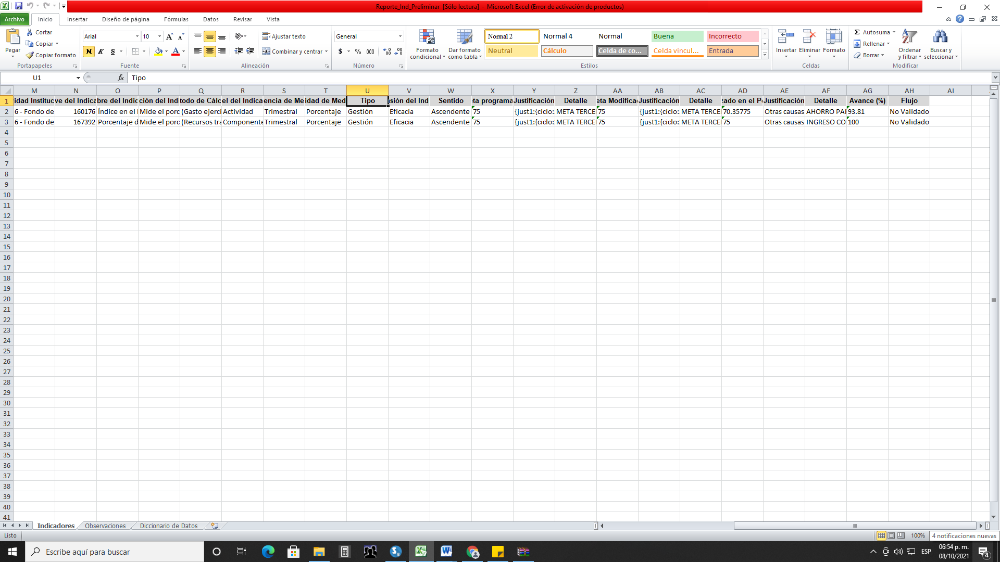 Reporte_Ind_Preliminar [Sólo lectura] - Microsoft Excel (Error de activación de productos)
Archivo Inicio Insertar Diseño de página Fórmulas Datos Revisar Vista
Pegar Cortar Copiar Copiar formato Portapapeles
Arial 10 N K S Fuente
Ajustar texto Combinar y centrar Alineación
General $ % 000 Número
Formato condicional Dar formato como tabla
Normal 2 Normal 4 Normal Buena Incorrecto
Neutral Cálculo Celda de co... Celda vincul... Entrada
Estilos
Insertar Eliminar Formato Celdas
Autosuma Rellenar Borrar Ordenar y filtrar Buscar y seleccionar Modificar
U1 fx Tipo
M N O P Q R S T U V W X Y Z AA AB AC AD AE AF AG AH AI
1 vidad Instituc ve del Indica bre del Indic ción del Indi todo de Cálc el del Indica encia de Me idad de Med Tipo sión del Ind Sentido eta programa Justificación Detalle eta Modificac Justificación Detalle zado en el Pe Justificación Detalle Avance (%) Flujo
2 6 - Fondo de 160176 Índice en el Mide el porc (Gasto ejerci Actividad Trimestral Porcentaje Gestión Eficacia Ascendente 75 {just1:{ciclo: META TERCE 75 {just1:{ciclo: META TERCE 70.35775 Otras causas AHORRO PA 93.81 No Validado
3 6 - Fondo de 167392 Porcentaje d Mide el porc (Recursos tra Componente Trimestral Porcentaje Gestión Eficacia Ascendente 75 {just1:{ciclo: META TERCE 75 {just1:{ciclo: META TERCE 75 Otras causas INGRESO CO 100 No Validado
4
5
6
7
8
9
10
11
12
13
14
15
16
17
18
19
20
21
22
23
24
25
26
27
28
29
30
31
32
33
34
35
36
37
38
39
40
41
Indicadores Observaciones Diccionario de Datos
Listo 100% 4 notificaciones nuevas
Escribe aquí para buscar
ESP 06:54 p. m.
08/10/2021
4